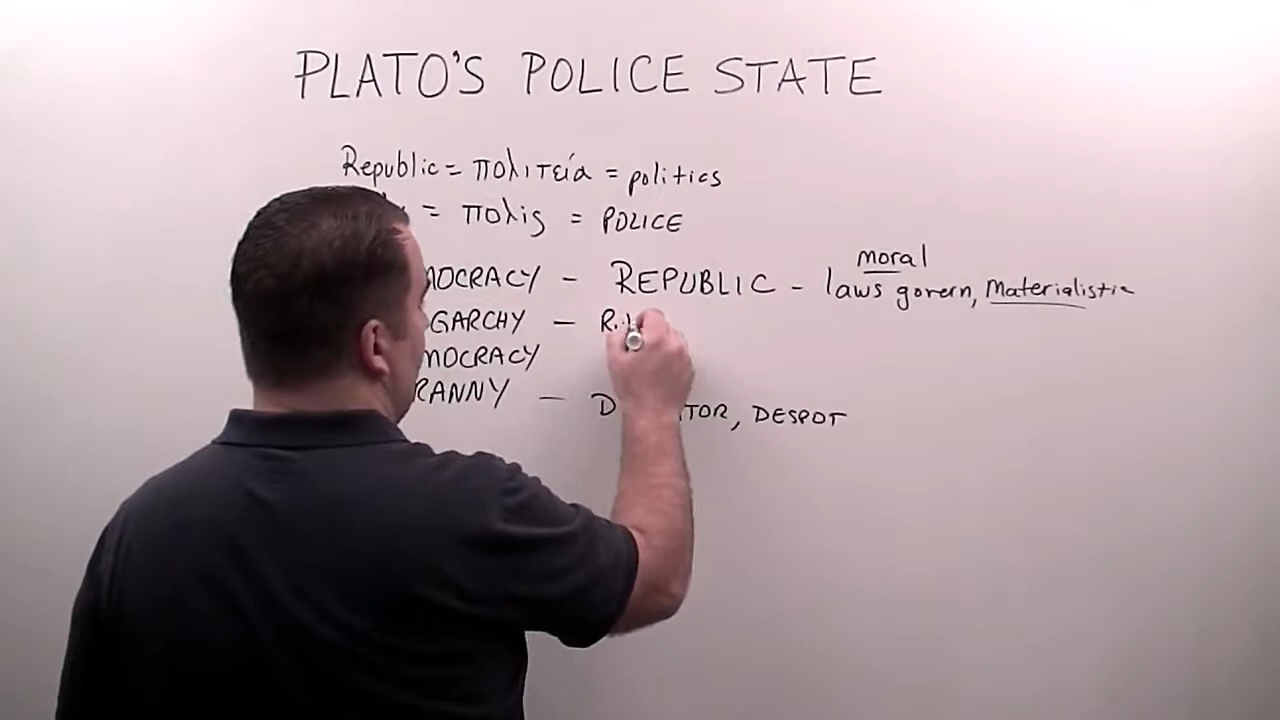 PLATO'S POLICE STATE
Republic = πολιτεία = politics
= πολις = POLICE
moral
MOCRACY - REPUBLIC - laws govern, Materialistic
GARCHY -
MOCRACY
RANNY - D TOR, DESPOT